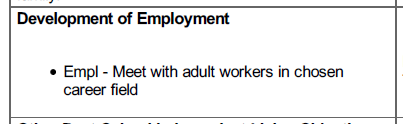 Development of Employment
• Empl - Meet with adult workers in chosen
career field